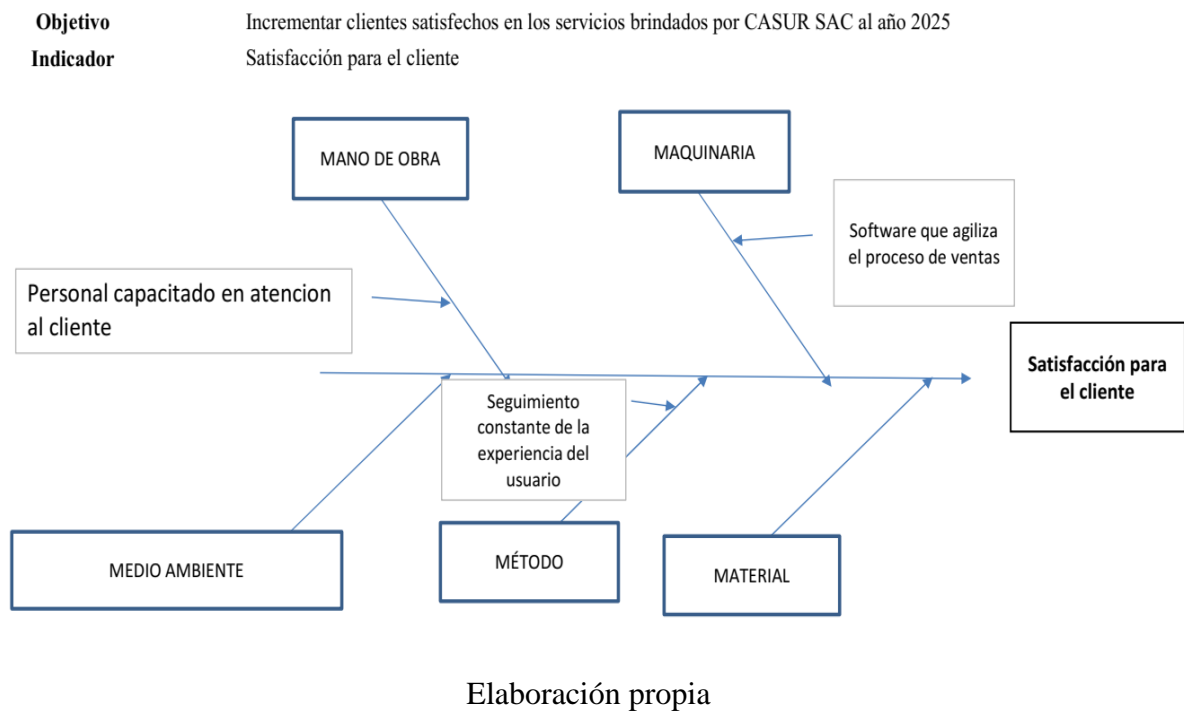 Objetivo Incrementar clientes satisfechos en los servicios brindados por CASUR SAC al año 2025
Indicador Satisfacción para el cliente
MANO DE OBRA
MAQUINARIA
Software que agiliza
el proceso de ventas
Personal capacitado en atencion
al cliente
Satisfacción para
el cliente
Seguimiento
constante de la
experiencia del
usuario
MEDIO AMBIENTE
MÉTODO
MATERIAL
Elaboración propia